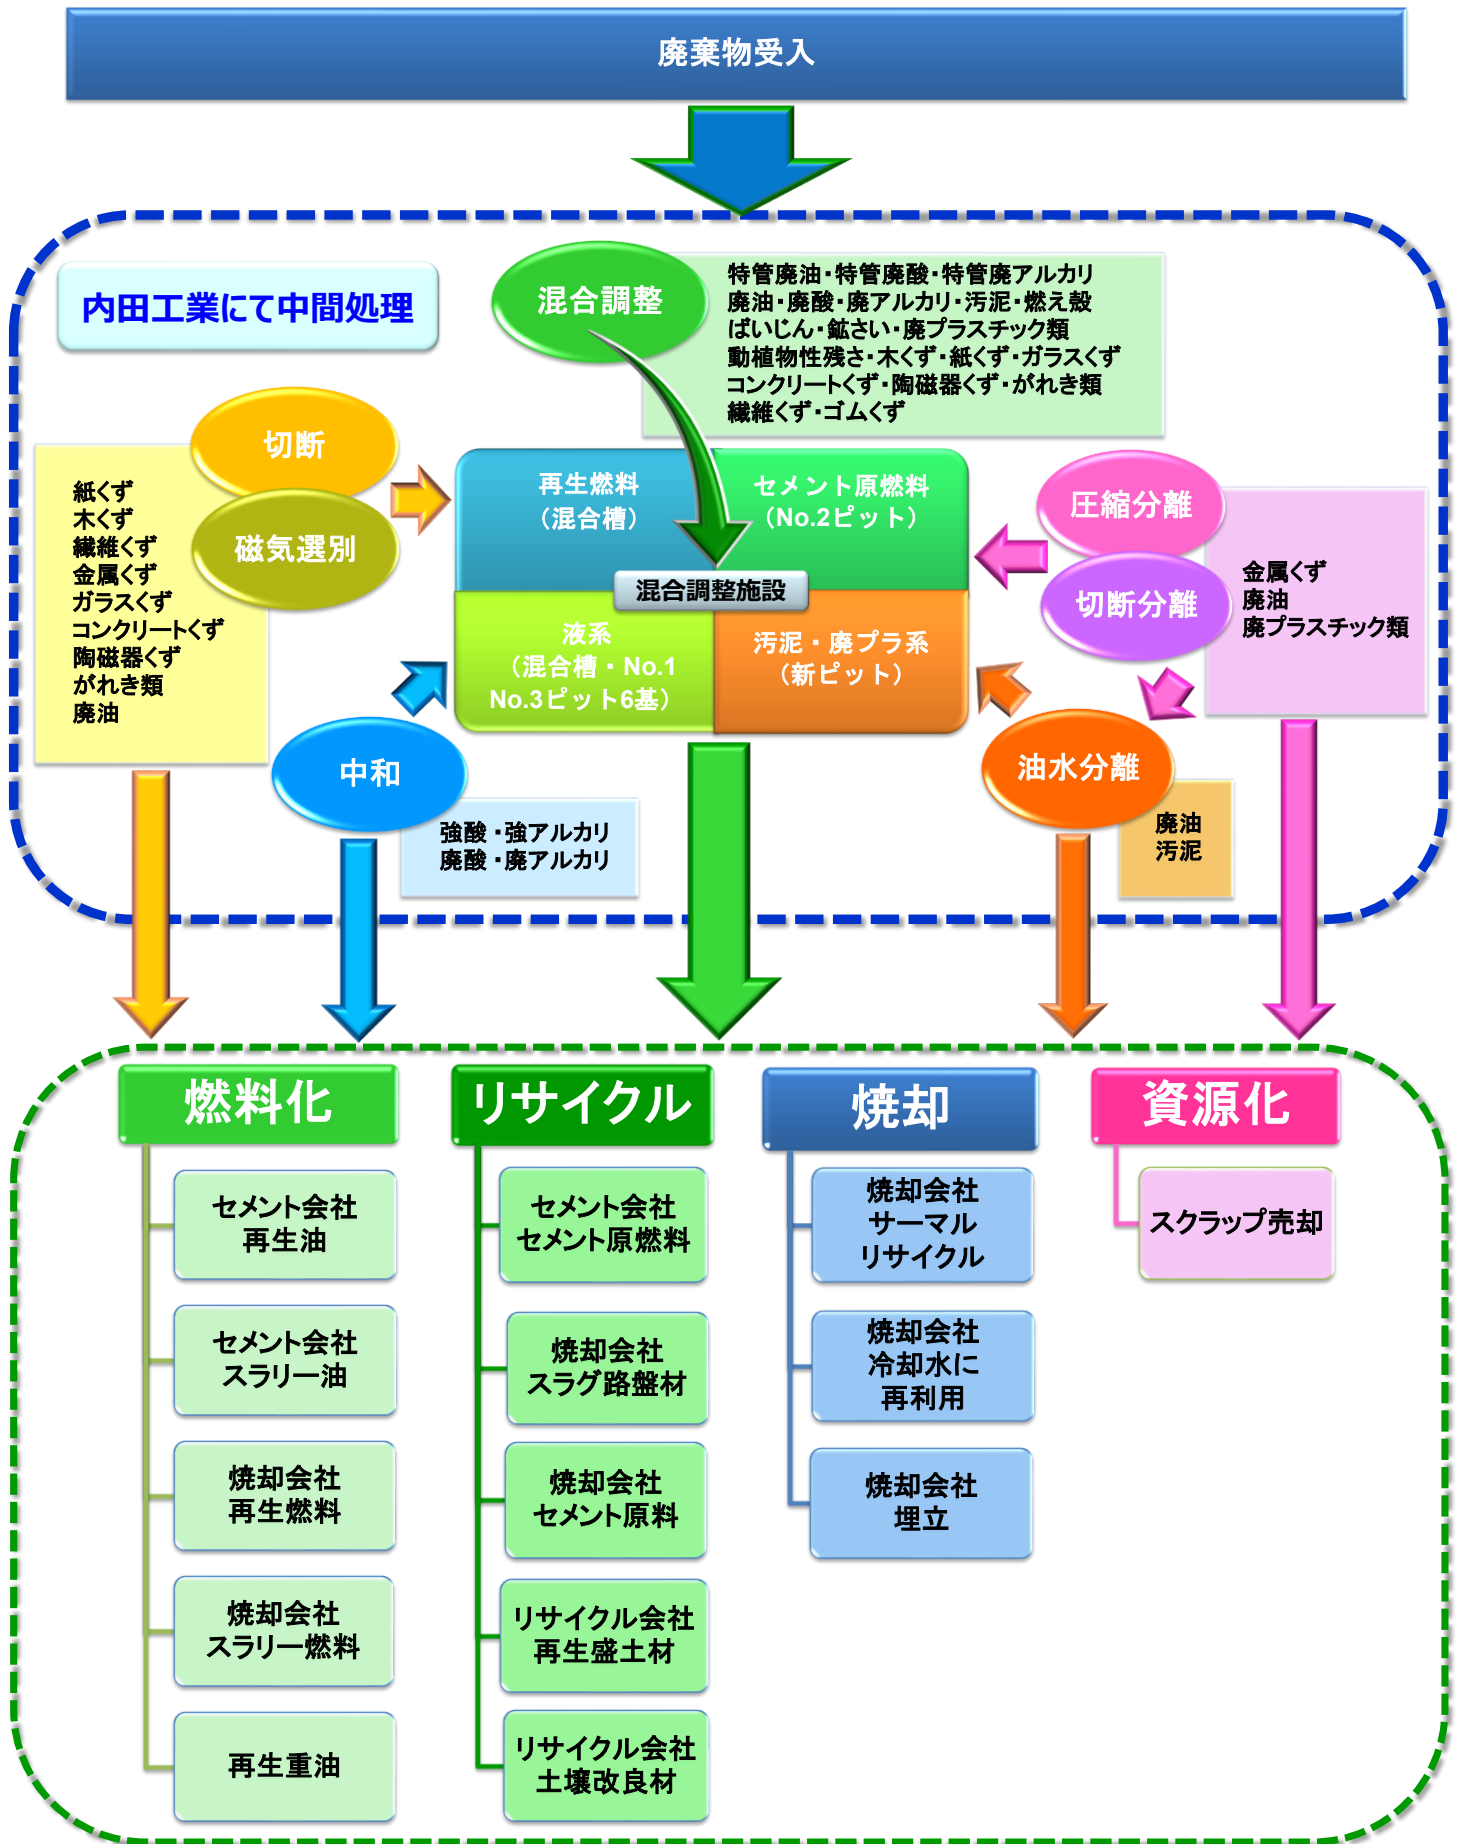 廃棄物受入
内田工業にて中間処理
混合調整
特管廃油・特管廃酸・特管廃アルカリ
廃油・廃酸・廃アルカリ・汚泥・燃え殻
ばいじん・鉱さい・廃プラスチック類
動植物性残さ・木くず・紙くず・ガラスくず
コンクリートくず・陶磁器くず・がれき類
繊維くず・ゴムくず
切断
磁気選別
紙くず
木くず
繊維くず
金属くず
ガラスくず
コンクリートくず
陶磁器くず
がれき類
廃油
再生燃料
（混合槽）
セメント原燃料
（No.2ピット）
混合調整施設
液系
（混合槽・No.1
No.3ピット6基）
汚泥・廃プラ系
（新ピット）
圧縮分離
切断分離
金属くず
廃油
廃プラスチック類
中和
強酸・強アルカリ
廃酸・廃アルカリ
油水分離
廃油
汚泥
燃料化
セメント会社
再生油
セメント会社
スラリー油
焼却会社
再生燃料
焼却会社
スラリー燃料
再生重油
リサイクル
セメント会社
セメント原燃料
焼却会社
スラグ路盤材
焼却会社
セメント原料
リサイクル会社
再生盛土材
リサイクル会社
土壌改良材
焼却
焼却会社
サーマル
リサイクル
焼却会社
冷却水に
再利用
焼却会社
埋立
資源化
スクラップ売却